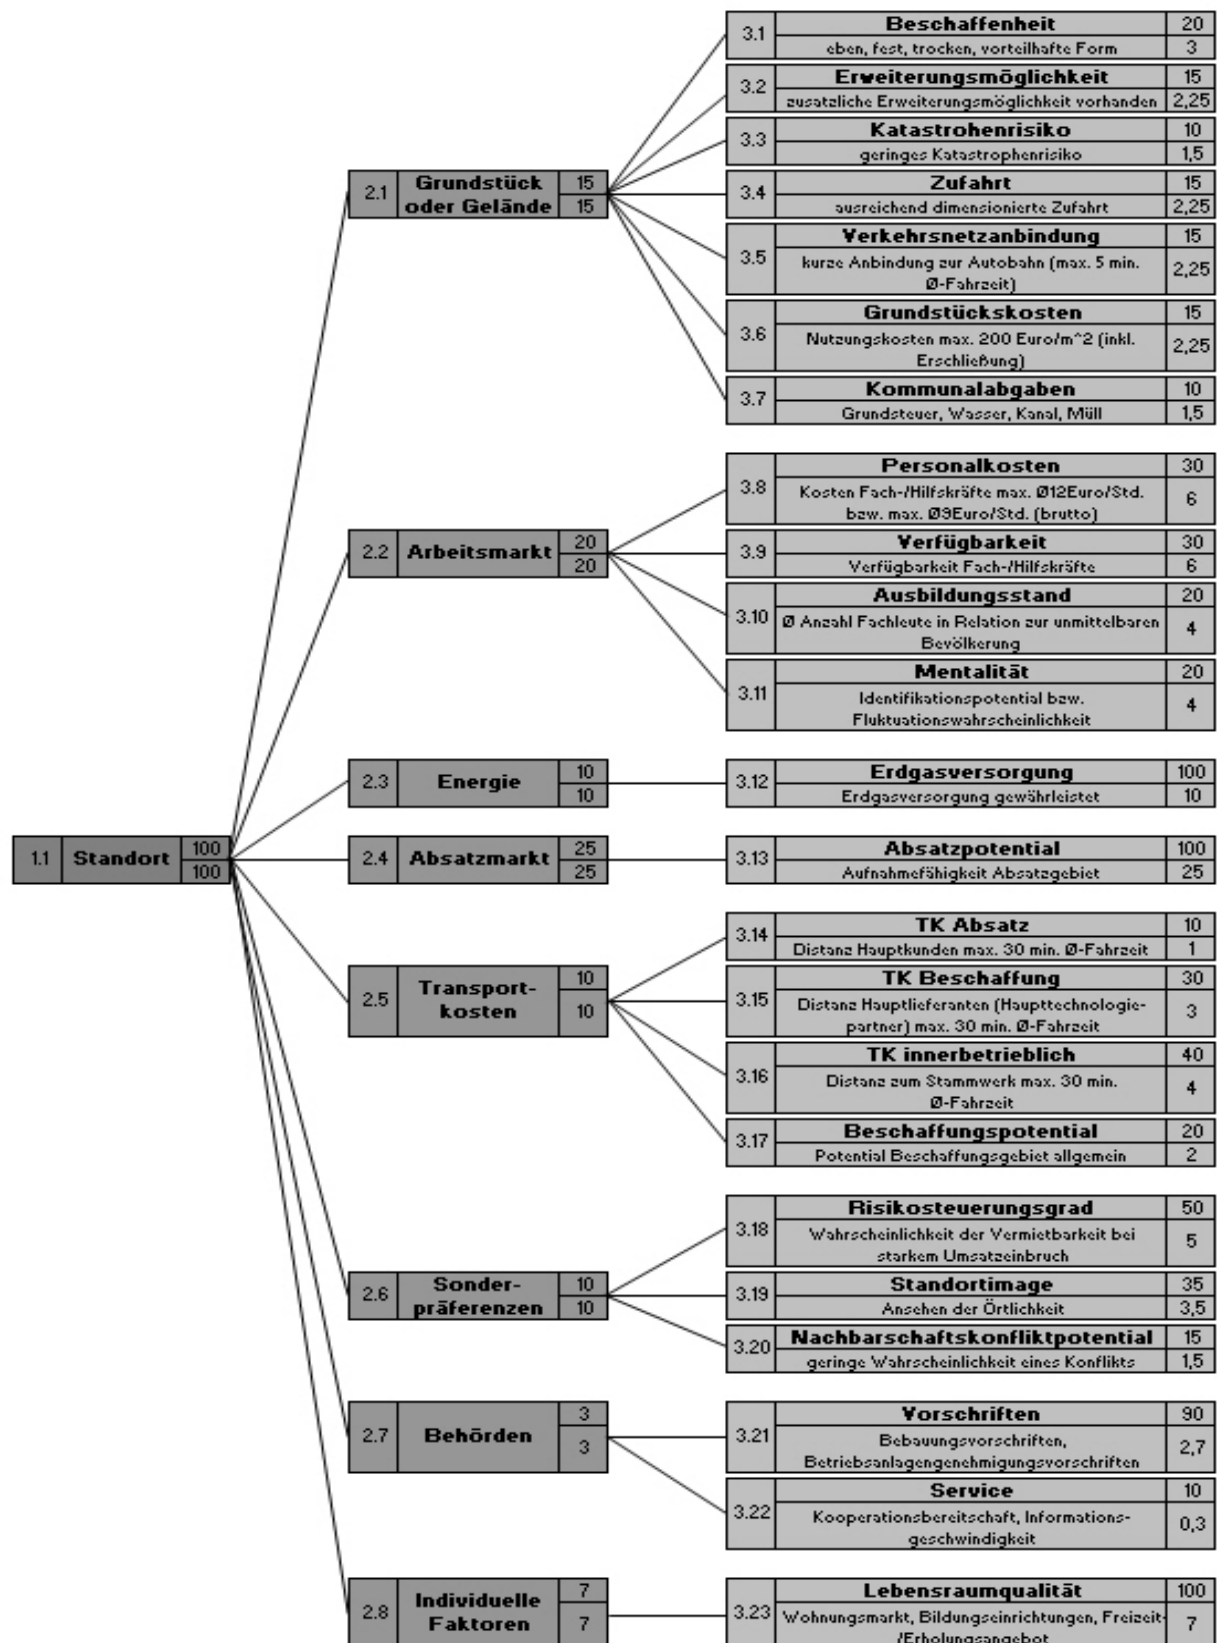 1.1 Standort 100
100
2.1 Grundstück oder Gelände 15
15
3.1 Beschaffenheit 20
eben, fest, trocken, vorteilhafte Form 3
3.2 Erweiterungsmöglichkeit 15
zusätzliche Erweiterungsmöglichkeit vorhanden 2,25
3.3 Katastrohenrisiko 10
geringes Katastrophenrisiko 1,5
3.4 Zufahrt 15
ausreichend dimensionierte Zufahrt 2,25
3.5 Verkehrsnetzanbindung 15
kurze Anbindung zur Autobahn (max. 5 min.
Ø-Fahrzeit) 2,25
3.6 Grundstückskosten 15
Nutzungskosten max. 200 Euro/m^2 (inkl.
Erschließung) 2,25
3.7 Kommunalabgaben 10
Grundsteuer, Wasser, Kanal, Müll 1,5
2.2 Arbeitsmarkt 20
20
3.8 Personalkosten 30
Kosten Fach-/Hilfskräfte max. Ø12Euro/Std.
bzw. max. Ø9Euro/Std. (brutto) 6
3.9 Verfügbarkeit 30
Verfügbarkeit Fach-/Hilfskräfte 6
3.10 Ausbildungsstand 20
Ø Anzahl Fachleute in Relation zur unmittelbaren
Bevölkerung 4
3.11 Mentalität 20
Identifikationspotential bzw.
Fluktuationswahrscheinlichkeit 4
2.3 Energie 10
10
3.12 Erdgasversorgung 100
Erdgasversorgung gewährleistet 10
2.4 Absatzmarkt 25
25
3.13 Absatzpotential 100
Aufnahmefähigkeit Absatzgebiet 25
2.5 Transport-
kosten 10
10
3.14 TK Absatz 10
Distanz Hauptkunden max. 30 min. Ø-Fahrzeit 1
3.15 TK Beschaffung 30
Distanz Hauptlieferanten (Haupttechnologie-
partner) max. 30 min. Ø-Fahrzeit 3
3.16 TK innerbetrieblich 40
Distanz zum Stammwerk max. 30 min.
Ø-Fahrzeit 4
3.17 Beschaffungspotential 20
Potential Beschaffungsgebiet allgemein 2
2.6 Sonder-
präferenzen 10
10
3.18 Risikosteuerungsgrad 50
Wahrscheinlichkeit der Vermietbarkeit bei
starkem Umsatzeinbruch 5
3.19 Standortimage 35
Ansehen der Örtlichkeit 3,5
3.20 Nachbarschaftskonfliktpotential 15
geringe Wahrscheinlichkeit eines Konflikts 1,5
2.7 Behörden 3
3
3.21 Vorschriften 90
Bebauungsvorschriften,
Betriebsanlagengenehmigungsvorschriften 2,7
3.22 Service 10
Kooperationsbereitschaft, Informations-
geschwindigkeit 0,3
2.8 Individuelle
Faktoren 7
7
3.23 Lebensraumqualität 100
Wohnungsmarkt, Bildungseinrichtungen, Freizeit-
/Erholungsangebot 7